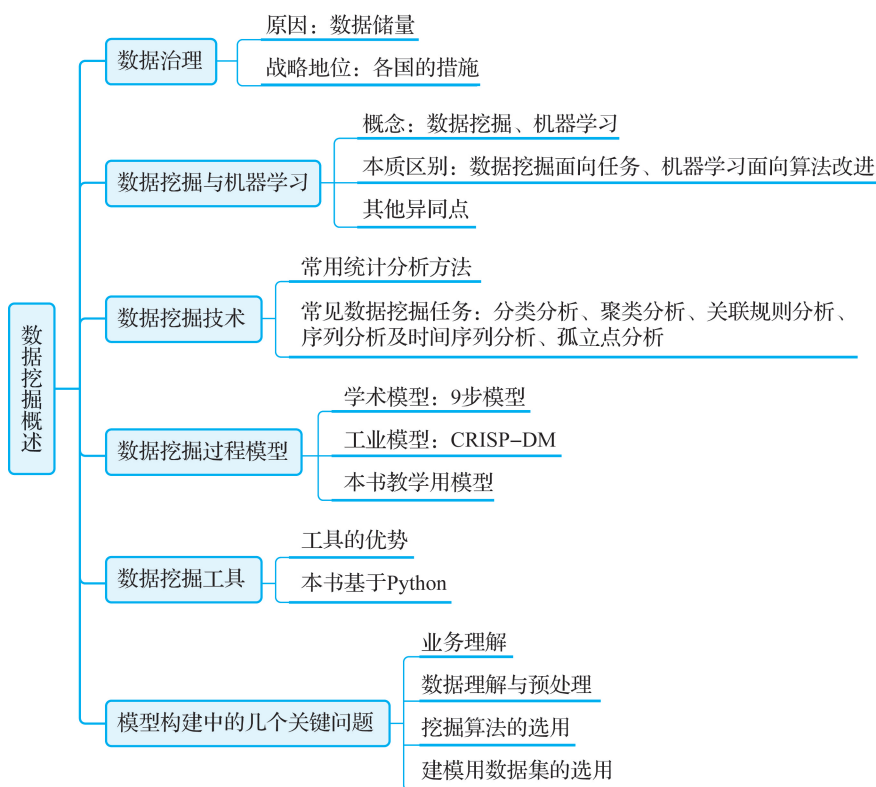 数据挖掘概述
数据治理
原因：数据储量
战略地位：各国的措施
数据挖掘与机器学习
概念：数据挖掘、机器学习
本质区别：数据挖掘面向任务、机器学习面向算法改进
其他异同点
数据挖掘技术
常用统计分析方法
常见数据挖掘任务：分类分析、聚类分析、关联规则分析、
序列分析及时间序列分析、孤立点分析
数据挖掘过程模型
学术模型：9步模型
工业模型：CRISP–DM
本书教学用模型
数据挖掘工具
工具的优势
本书基于Python
模型构建中的几个关键问题
业务理解
数据理解与预处理
挖掘算法的选用
建模用数据集的选用